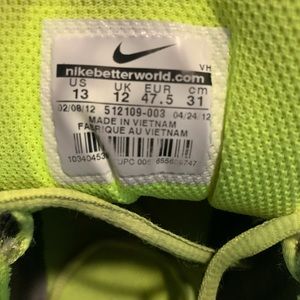 VH
nikebetterworld.com
US UK EUR cm
13 12 47.5 31
02/08/12 512109-003 04/24/12
MADE IN VIETNAM
FABRIQUE AU VIETNAM